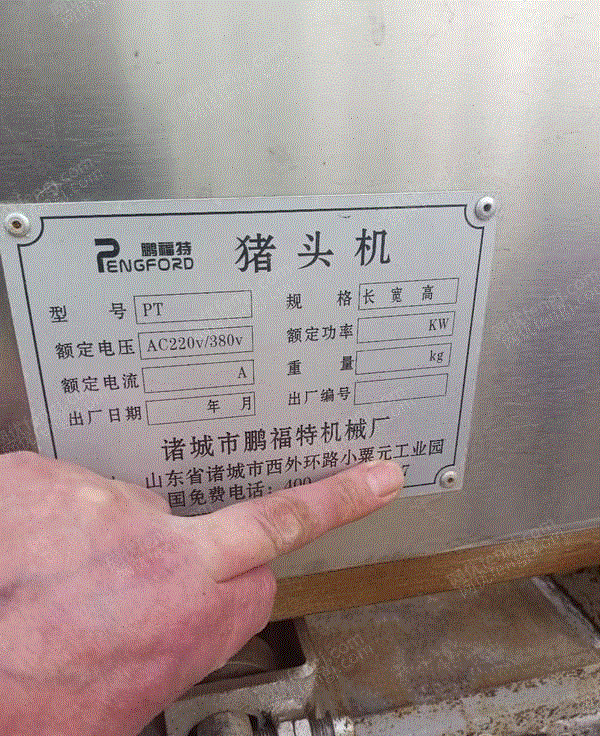 鹏福特
PENGFORD
猪头机
型 号 PT 规 格 长 宽 高
额定电压 AC220v/380v 额定功率 KW
额定电流 A 重 量 kg
出厂日期 年 月 出厂编号
诸城市鹏福特机械厂
山东省诸城市西外环路小粟元工业园
国免费电话：400 7